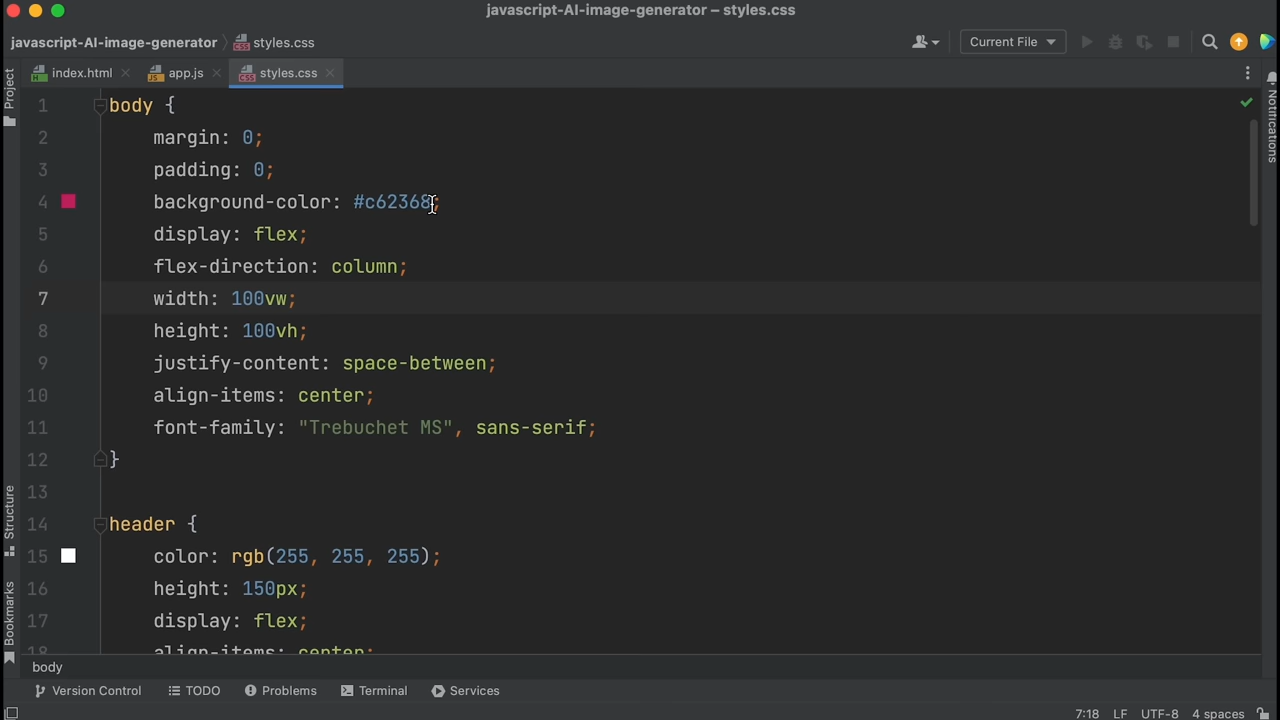 javascript-AI-image-generator – styles.css
javascript-AI-image-generator styles.css Current File
index.html app.js styles.css
Project
Notifications
1 body {
2 margin: 0;
3 padding: 0;
4 background-color: #c62368;
5 display: flex;
6 flex-direction: column;
7 width: 100vw;
8 height: 100vh;
9 justify-content: space-between;
10 align-items: center;
11 font-family: "Trebuchet MS", sans-serif;
12 }
13
14 header {
15 color: rgb(255, 255, 255);
16 height: 150px;
17 display: flex;
18 align-items: center;
Structure
Bookmarks
body
Version Control TODO Problems Terminal Services
7:18 LF UTF-8 4 spaces